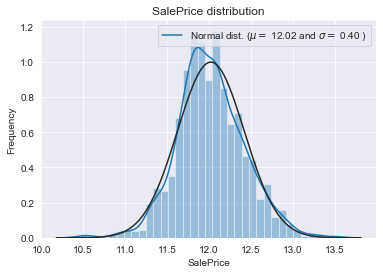 SalePrice distribution
Normal dist. (μ = 12.02 and σ = 0.40 )
1.2
1.0
0.8
0.6
0.4
0.2
0.0
Frequency
10.0 10.5 11.0 11.5 12.0 12.5 13.0 13.5
SalePrice